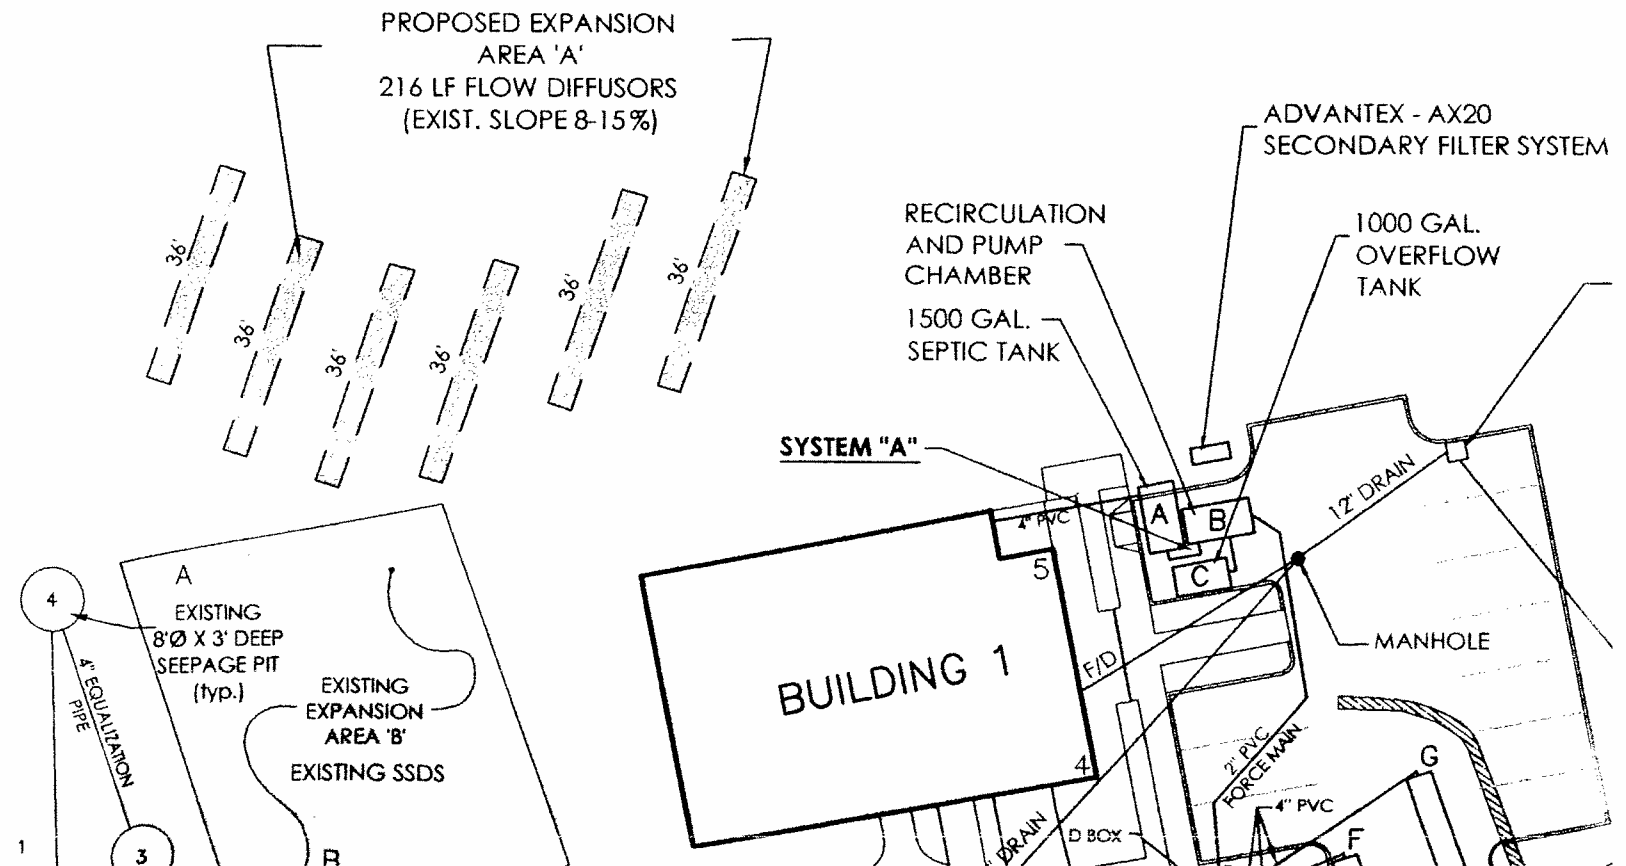 PROPOSED EXPANSION
AREA 'A'
216 LF FLOW DIFFUSORS
(EXIST. SLOPE 8-15%)
ADVANTEX - AX20
SECONDARY FILTER SYSTEM
RECIRCULATION
AND PUMP
CHAMBER
1000 GAL.
OVERFLOW
TANK
1500 GAL.
SEPTIC TANK
36'
36'
36'
36'
36'
36'
SYSTEM "A"
12" DRAIN
4" PVC
A
B
C
5
A
4
EXISTING
8'Ø X 3' DEEP
SEEPAGE PIT
(typ.)
4" EQUALIZATION
PIPE
EXISTING
EXPANSION
AREA 'B'
EXISTING SSDS
BUILDING 1
F/D
MANHOLE
4
2" PVC
FORCE MAIN
G
4" PVC
DRAIN
D BOX
F
1
3
B